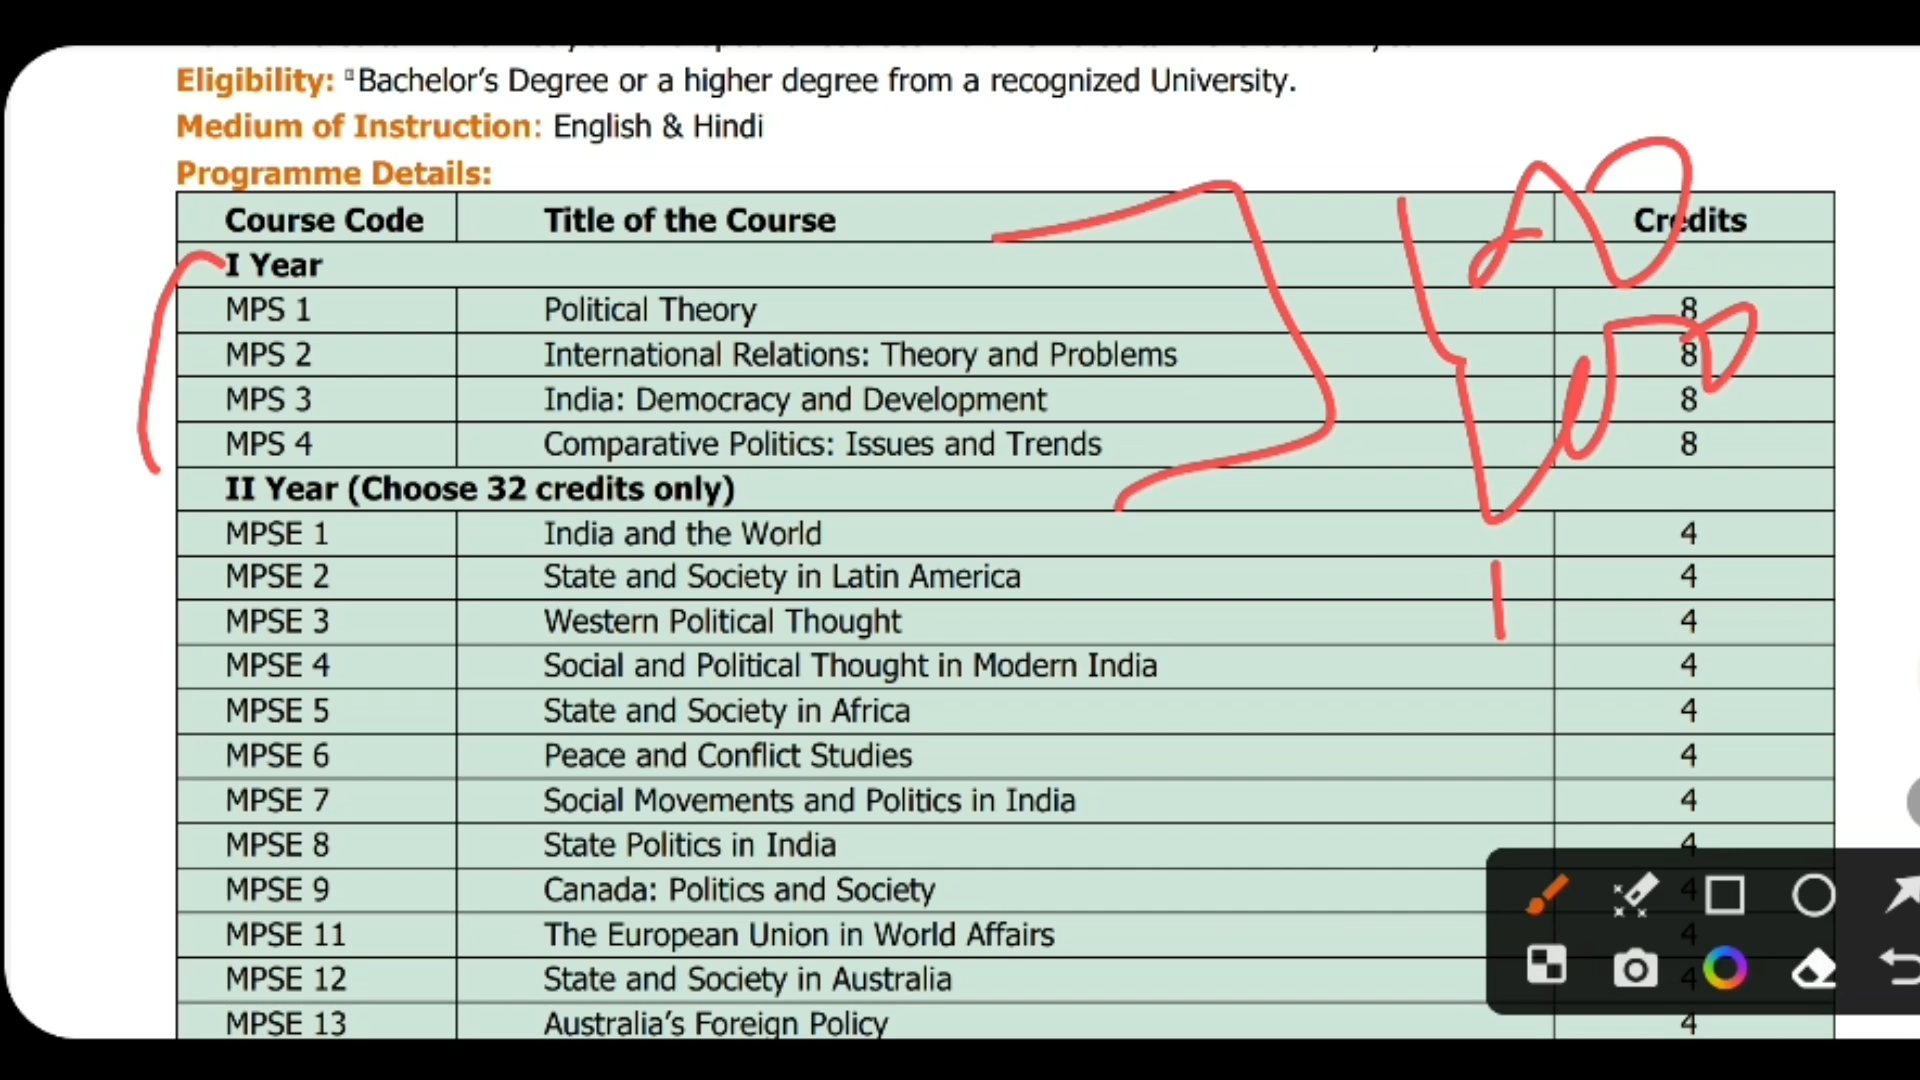 Eligibility: Bachelor's Degree or a higher degree from a recognized University.
Medium of Instruction: English & Hindi
Programme Details:
Course Code Title of the Course Credits
I Year
MPS 1 Political Theory 8
MPS 2 International Relations: Theory and Problems 8
MPS 3 India: Democracy and Development 8
MPS 4 Comparative Politics: Issues and Trends 8
II Year (Choose 32 credits only)
MPSE 1 India and the World 4
MPSE 2 State and Society in Latin America 4
MPSE 3 Western Political Thought 4
MPSE 4 Social and Political Thought in Modern India 4
MPSE 5 State and Society in Africa 4
MPSE 6 Peace and Conflict Studies 4
MPSE 7 Social Movements and Politics in India 4
MPSE 8 State Politics in India 4
MPSE 9 Canada: Politics and Society 4
MPSE 11 The European Union in World Affairs 4
MPSE 12 State and Society in Australia 4
MPSE 13 Australia's Foreign Policy 4